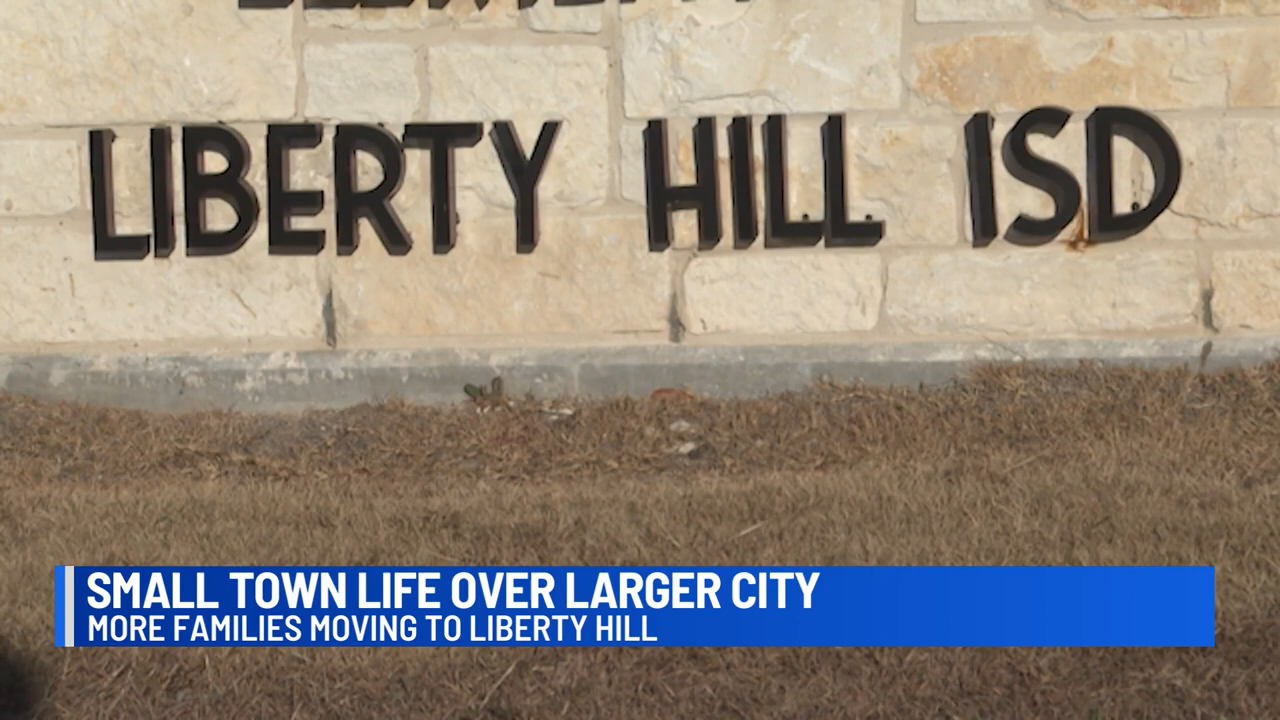 LIBERTY HILL ISD
SMALL TOWN LIFE OVER LARGER CITY
MORE FAMILIES MOVING TO LIBERTY HILL